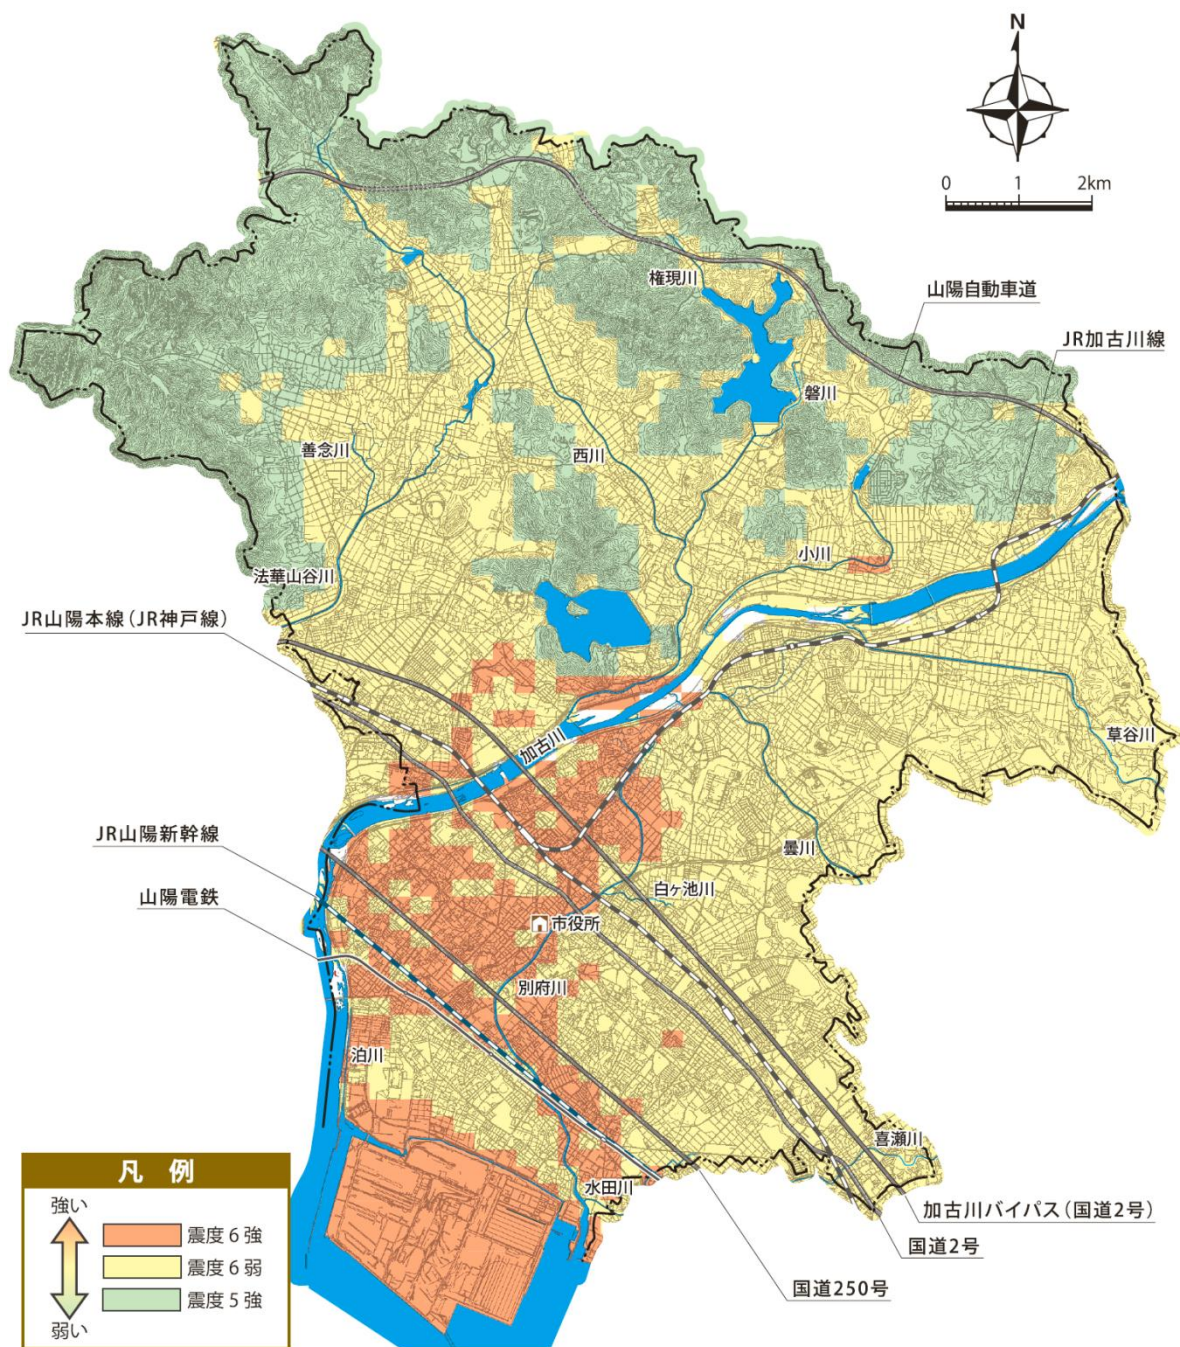 N
0 1 2km
山陽自動車道
権現川
JR加古川線
磐川
善念川
西川
小川
法華山谷川
JR山陽本線(JR神戸線)
加古川
草谷川
JR山陽新幹線
曇川
山陽電鉄
白ヶ池川
市役所
別府川
泊川
喜瀬川
水田川
加古川バイパス(国道2号)
国道2号
国道250号
凡例
強い
震度6強
震度6弱
震度5強
弱い